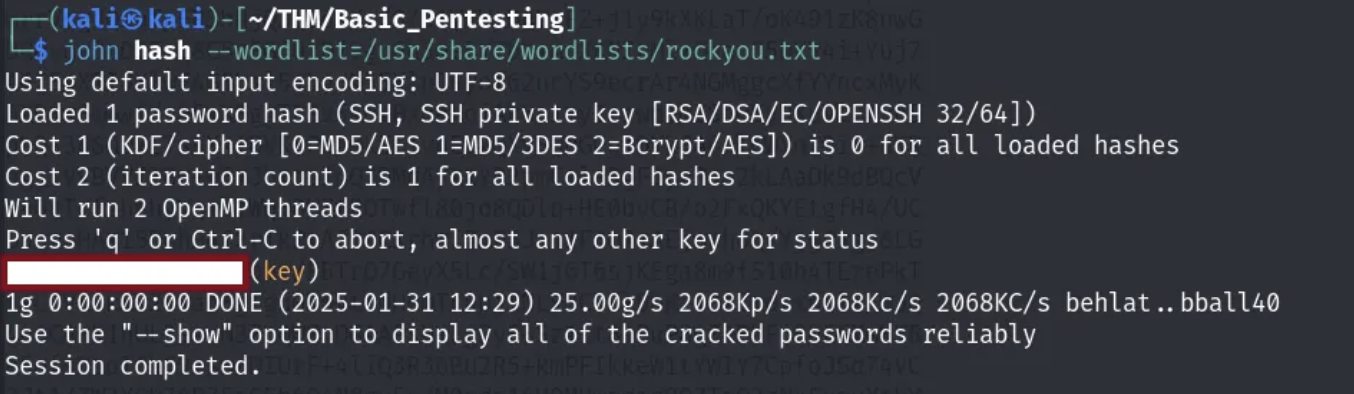 ┌──(kali㉿kali)-[~/THM/Basic_Pentesting]
└─$ john hash --wordlist=/usr/share/wordlists/rockyou.txt
Using default input encoding: UTF-8
Loaded 1 password hash (SSH, SSH private key [RSA/DSA/EC/OPENSSH 32/64])
Cost 1 (KDF/cipher [0=MD5/AES 1=MD5/3DES 2=Bcrypt/AES]) is 0 for all loaded hashes
Cost 2 (iteration count) is 1 for all loaded hashes
Will run 2 OpenMP threads
Press 'q' or Ctrl-C to abort, almost any other key for status
(key)
1g 0:00:00:00 DONE (2025-01-31 12:29) 25.00g/s 2068Kp/s 2068Kc/s 2068KC/s behlat..bball40
Use the "--show" option to display all of the cracked passwords reliably
Session completed.